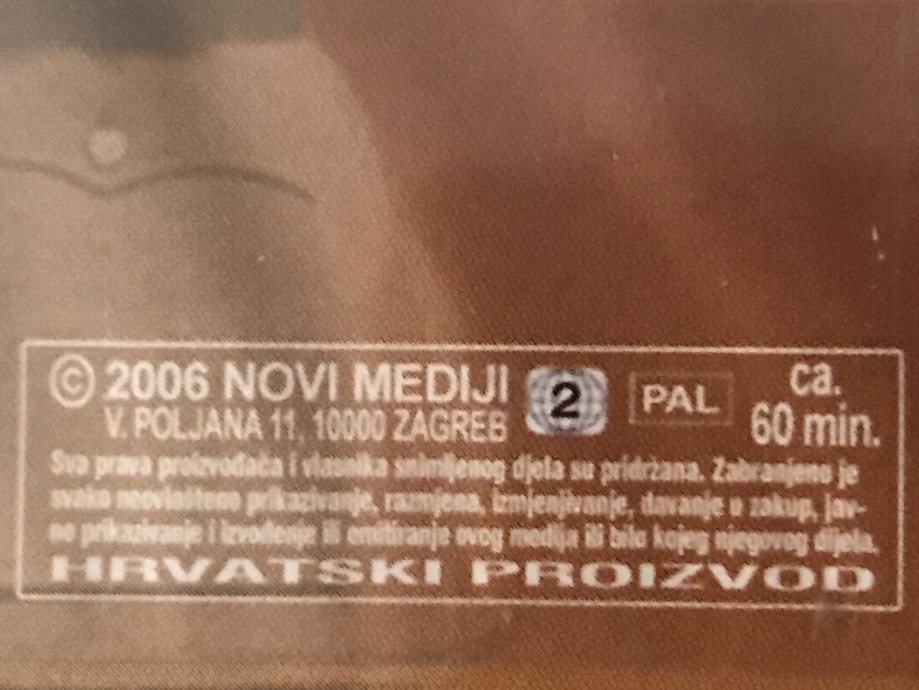 © 2006 NOVI MEDIJI
V. POLJANA 11, 10000 ZAGREB
2
PAL
ca.
60 min.
Sva prava proizvođača i vlasnika snimljenog djela su pridržana. Zabranjeno je
svako neovlašteno prikazivanje, razmjena, iznajmljivanje, davanje u zakup, jav-
no prikazivanje i izvođenje ili emitiranje ovog medija ili bilo kojeg njegovog dijela.
HRVATSKI PROIZVOD